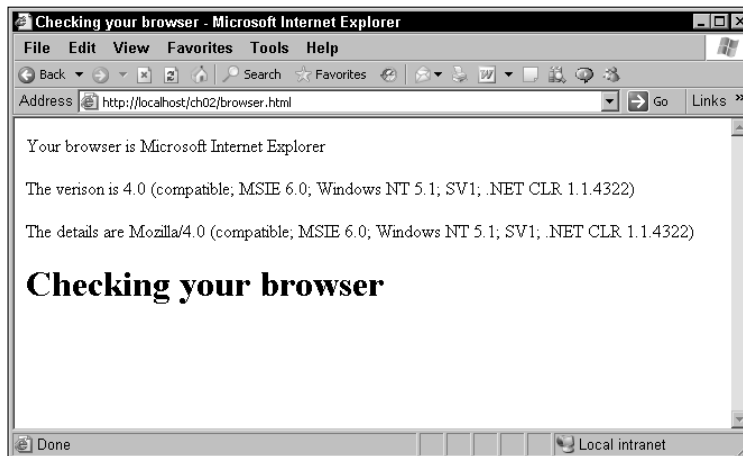 Checking your browser - Microsoft Internet Explorer
File Edit View Favorites Tools Help
Back Search Favorites
Address http://localhost/ch02/browser.html Go Links »
Your browser is Microsoft Internet Explorer
The verison is 4.0 (compatible; MSIE 6.0; Windows NT 5.1; SV1; .NET CLR 1.1.4322)
The details are Mozilla/4.0 (compatible; MSIE 6.0; Windows NT 5.1; SV1; .NET CLR 1.1.4322)
Checking your browser
Done Local intranet